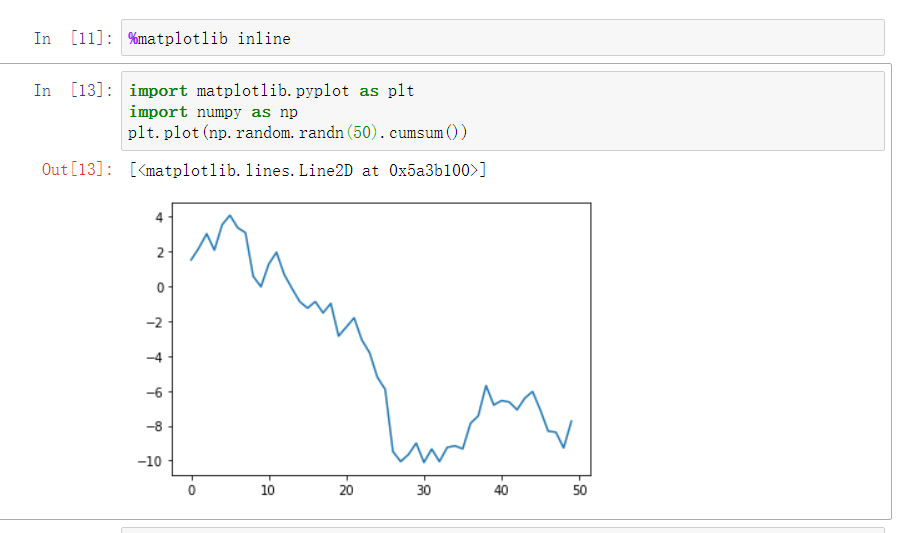 In [11]: %matplotlib inline
In [13]: import matplotlib.pyplot as plt
import numpy as np
plt.plot(np.random.randn(50).cumsum())
Out[13]: [<matplotlib.lines.Line2D at 0x5a3b100>]
4
2
0
−2
−4
−6
−8
−10
0 10 20 30 40 50